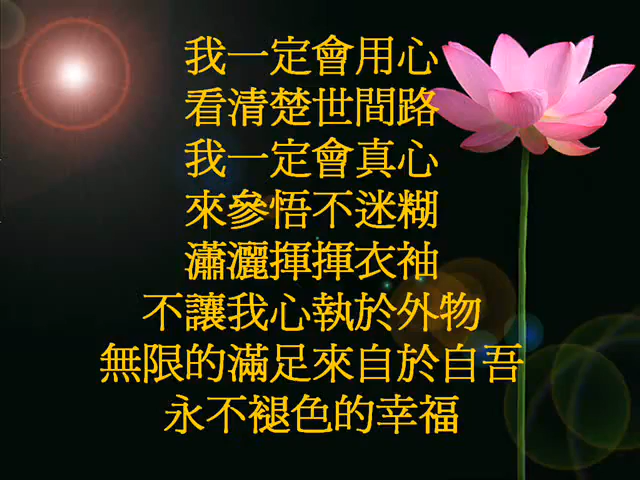 我一定會用心
看清楚世間路
我一定會真心
來參悟不迷糊
瀟灑揮揮衣袖
不讓我心執於外物
無限的滿足來自於自吾
永不褪色的幸福